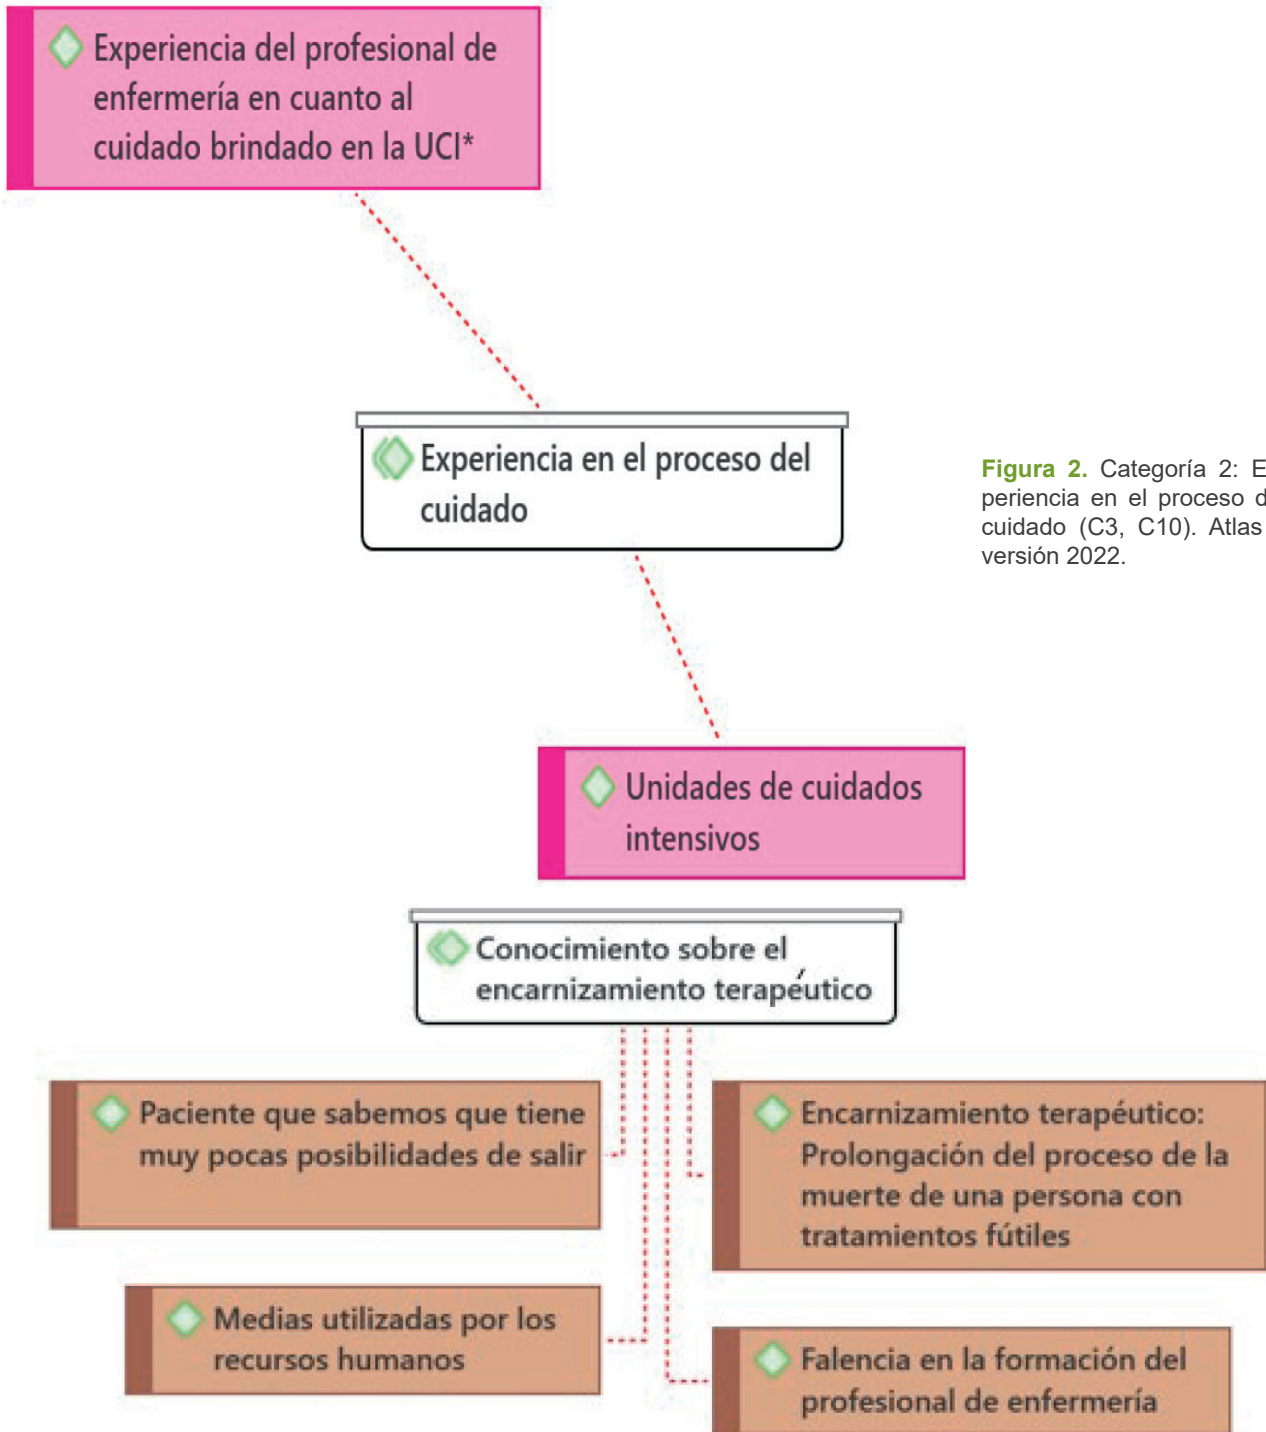 Experiencia del profesional de
enfermería en cuanto al
cuidado brindado en la UCI*
Experiencia en el proceso del
cuidado
Figura 2. Categoría 2: E
periencia en el proceso d
cuidado (C3, C10). Atlas
versión 2022.
Unidades de cuidados
intensivos
Conocimiento sobre el
encarnizamiento terapéutico
Paciente que sabemos que tiene
muy pocas posibilidades de salir
Encarnizamiento terapéutico:
Prolongación del proceso de la
muerte de una persona con
tratamientos fútiles
Medias utilizadas por los
recursos humanos
Falencia en la formación del
profesional de enfermería